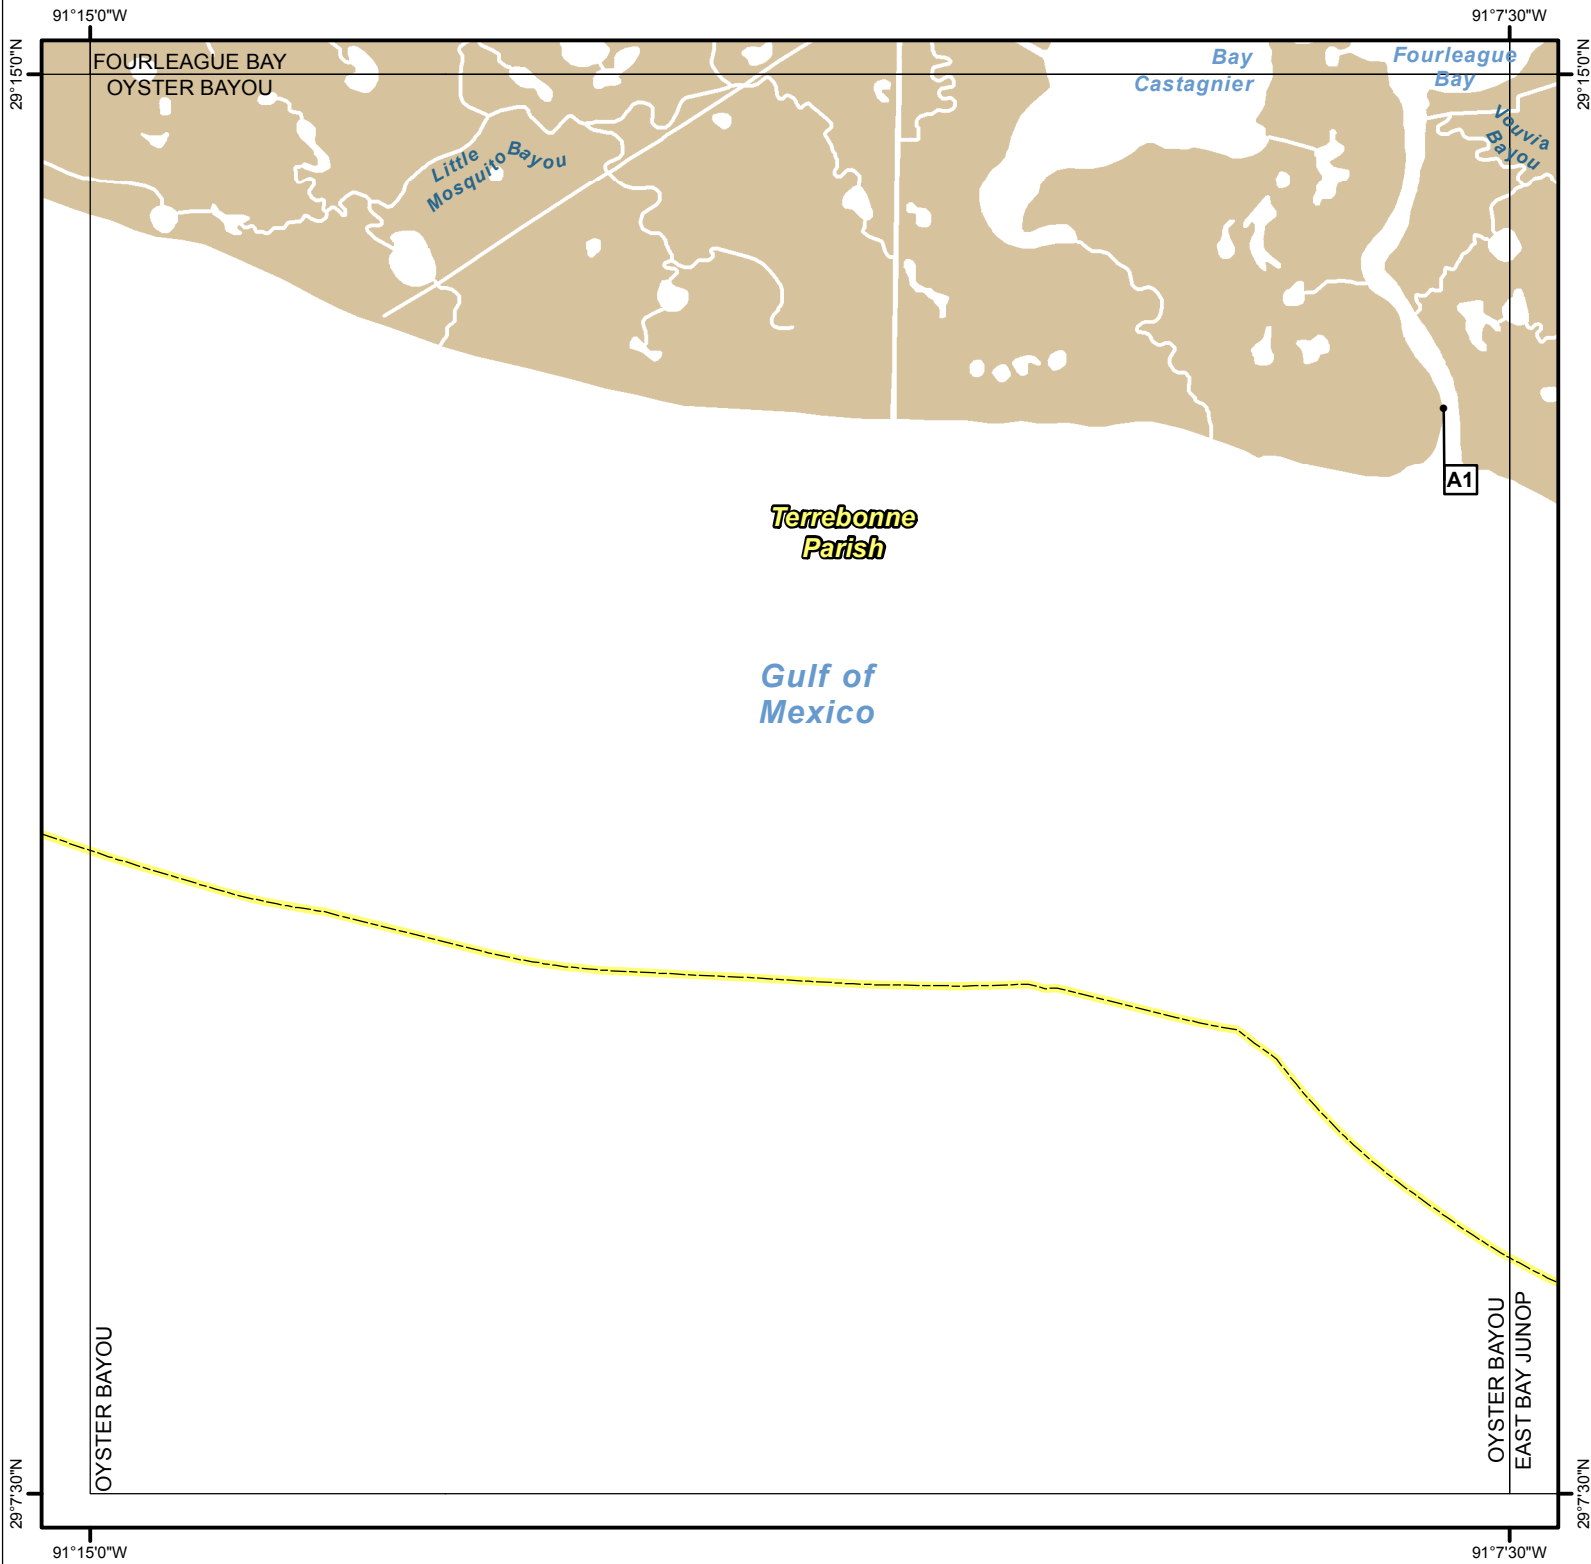 91°15'0"W
91°7'30"W
29°15'0"N
29°15'0"N
FOURLEAGUE BAY
OYSTER BAYOU
Bay
Castagnier
Fourleague
Bay
Vouvia
Bayou
Little
Mosquito Bayou
A1
Terrebonne
Parish
Gulf of
Mexico
OYSTER BAYOU
OYSTER BAYOU
EAST BAY JUNOP
29°7'30"N
29°7'30"N
91°15'0"W
91°7'30"W